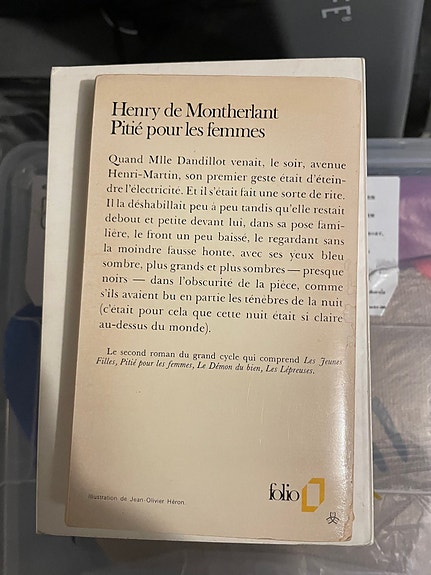 Henry de Montherlant
Pitié pour les femmes
Quand Mlle Dandillot venait, le soir, avenue
Henri-Martin, son premier geste était d'étein-
dre l'électricité. Et il s'était fait une sorte de rite.
Il la déshabillait peu à peu tandis qu'elle restait
debout et petite devant lui, dans sa pose fami-
lière, le front un peu baissé, le regardant sans
la moindre fausse honte, avec ses yeux bleu
sombre, plus grands et plus sombres — presque
noirs — dans l'obscurité de la pièce, comme
s'ils avaient bu en partie les ténèbres de la nuit
(c'était pour cela que cette nuit était si claire
au-dessus du monde).
Le second roman du grand cycle qui comprend Les Jeunes
Filles, Pitié pour les femmes, Le Démon du bien, Les Lépreuses.
Illustration de Jean-Olivier Héron.
folio